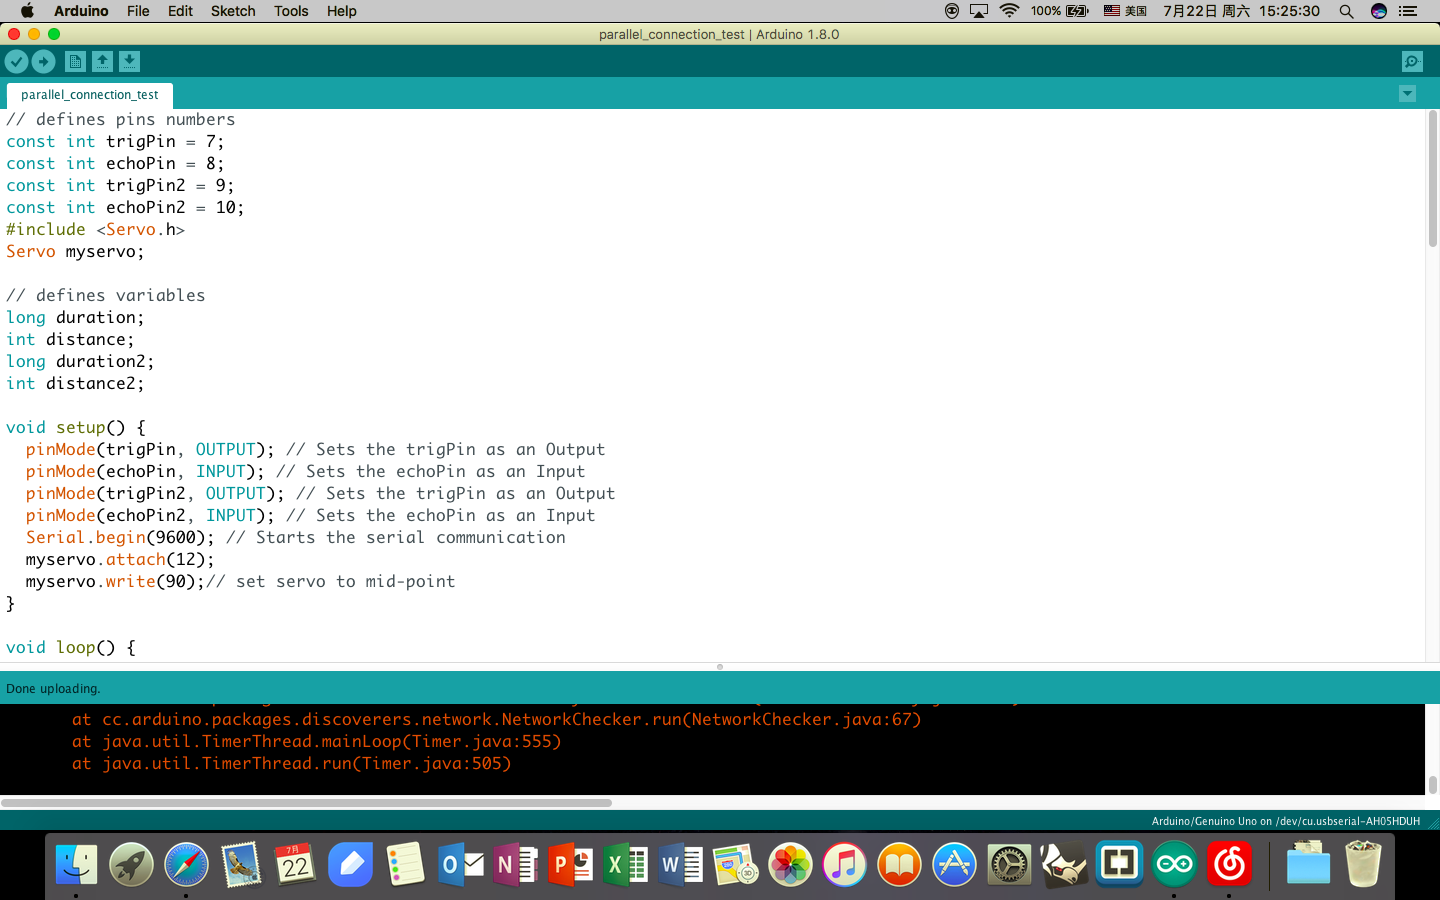 Arduino File Edit Sketch Tools Help 100% 美国 7月22日 周六 15:25:30
parallel_connection_test | Arduino 1.8.0
parallel_connection_test
// defines pins numbers
const int trigPin = 7;
const int echoPin = 8;
const int trigPin2 = 9;
const int echoPin2 = 10;
#include <Servo.h>
Servo myservo;
// defines variables
long duration;
int distance;
long duration2;
int distance2;
void setup() {
pinMode(trigPin, OUTPUT); // Sets the trigPin as an Output
pinMode(echoPin, INPUT); // Sets the echoPin as an Input
pinMode(trigPin2, OUTPUT); // Sets the trigPin as an Output
pinMode(echoPin2, INPUT); // Sets the echoPin as an Input
Serial.begin(9600); // Starts the serial communication
myservo.attach(12);
myservo.write(90);// set servo to mid-point
}
void loop() {
Done uploading.
at cc.arduino.packages.discoverers.network.NetworkChecker.run(NetworkChecker.java:67)
at java.util.TimerThread.mainLoop(Timer.java:555)
at java.util.TimerThread.run(Timer.java:505)
Arduino/Genuino Uno on /dev/cu.usbserial-AH05HDUH
7月
22
O N P X W
3D